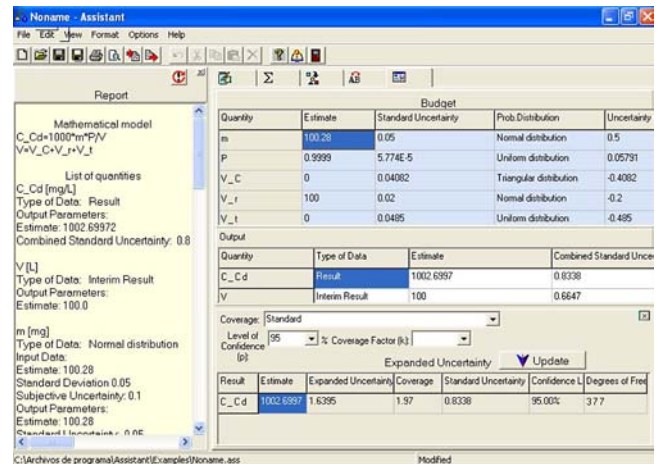 Noname - Assistant
File Edit View Format Options Help
Report
Mathematical model
C_Cd=1000*m*P/V
V=V_C+V_r+V_t
List of quantities
C_Cd [mg/L]
Type of Data: Result
Output Parameters:
Estimate: 1002.69972
Combined Standard Uncertainty: 0.8
V [L]
Type of Data: Interim Result
Output Parameters:
Estimate: 100.0
m [mg]
Type of Data: Normal distribution
Input Data:
Estimate: 100.28
Standard Deviation 0.05
Subjective Uncertainty: 0.1
Output Parameters:
Estimate: 100.28
Standard Uncertainty: 0.05
Budget
Quantity Estimate Standard Uncertainty Prob.Distribution Uncertainty
m 100.28 0.05 Normal distribution 0.5
P 0.9999 5.774E-5 Uniform distribution 0.05791
V_C 0 0.04082 Triangular distribution -0.4082
V_r 100 0.02 Normal distribution -0.2
V_t 0 0.0485 Uniform distribution -0.485
Output
Quantity Type of Data Estimate Combined Standard Unce
C_Cd Result 1002.6997 0.8338
V Interim Result 100 0.6647
Coverage: Standard
Level of Confidence (p): 95 % Coverage Factor (k):
Expanded Uncertainty Update
Result Estimate Expanded Uncertainty Coverage Standard Uncertainty Confidence L Degrees of Free
C_Cd 1002.6997 1.6395 1.97 0.8338 95.00% 377
C:\Archivos de programa\Assistant\Examples\Noname.ass Modified